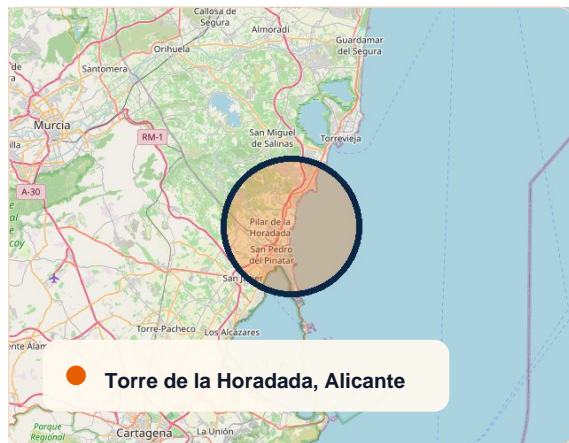 Callosa de
Segura
Almoradí
Guardamar
del Segura
Orihuela
Santomera
Murcia
RM-1
San Miguel
de Salinas
Torrevieja
A-30
Pilar de la
Horadada
San Pedro
del Pinatar
San Javier
Torre-Pacheco
Los Alcázares
Torre de la Horadada, Alicante
Parque
Regional
Cartagena
La Unión